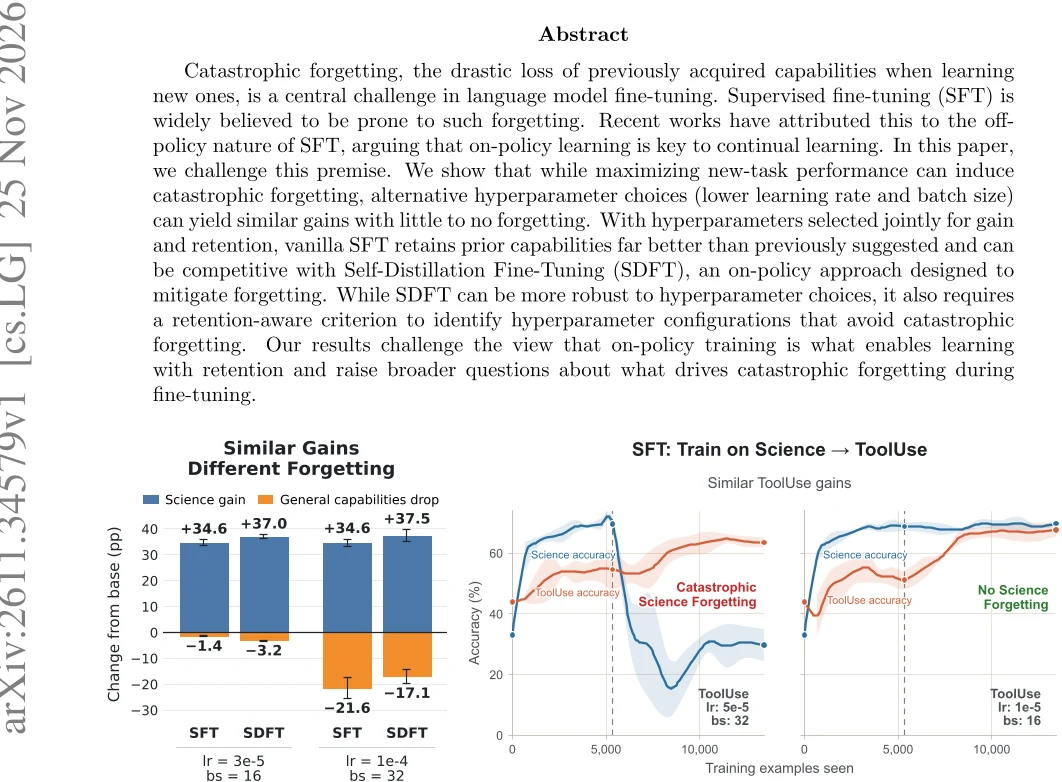 arXiv:2611.34579v1 [cs.LG] 25 Nov 2026
Abstract
Catastrophic forgetting, the drastic loss of previously acquired capabilities when learning
new ones, is a central challenge in language model fine-tuning. Supervised fine-tuning (SFT) is
widely believed to be prone to such forgetting. Recent works have attributed this to the off-
policy nature of SFT, arguing that on-policy learning is key to continual learning. In this paper,
we challenge this premise. We show that while maximizing new-task performance can induce
catastrophic forgetting, alternative hyperparameter choices (lower learning rate and batch size)
can yield similar gains with little to no forgetting. With hyperparameters selected jointly for gain
and retention, vanilla SFT retains prior capabilities far better than previously suggested and can
be competitive with Self-Distillation Fine-Tuning (SDFT), an on-policy approach designed to
mitigate forgetting. While SDFT can be more robust to hyperparameter choices, it also requires
a retention-aware criterion to identify hyperparameter configurations that avoid catastrophic
forgetting. Our results challenge the view that on-policy training is what enables learning
with retention and raise broader questions about what drives catastrophic forgetting during
fine-tuning.
Similar Gains
Different Forgetting
Science gain General capabilities drop
Change from base (pp)
40
30
20
10
0
−10
−20
−30
+34.6 +37.0 +34.6 +37.5
−1.4 −3.2 −21.6 −17.1
SFT SDFT SFT SDFT
lr = 3e-5 lr = 1e-4
bs = 16 bs = 32
SFT: Train on Science → ToolUse
Similar ToolUse gains
Accuracy (%)
60
40
20
0
Science accuracy
ToolUse accuracy
Catastrophic
Science Forgetting
ToolUse
lr: 5e-5
bs: 32
0 5,000 10,000
Science accuracy
ToolUse accuracy
No Science
Forgetting
ToolUse
lr: 1e-5
bs: 16
0 5,000 10,000
Training examples seen